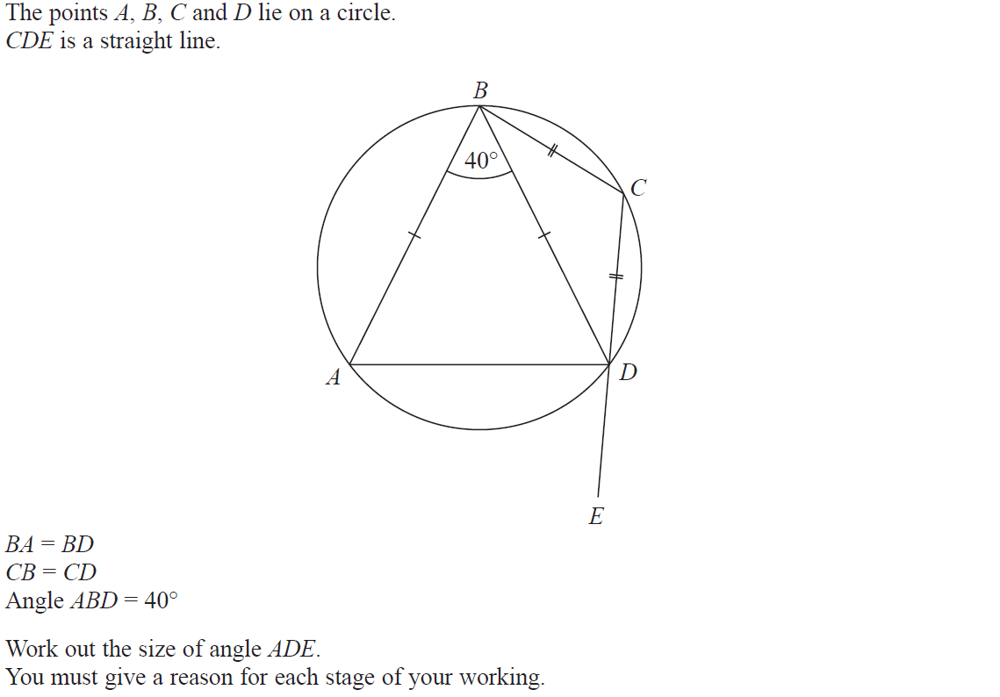 The points A, B, C and D lie on a circle.
CDE is a straight line.
B
40°
C
A
D
E
BA = BD
CB = CD
Angle ABD = 40°
Work out the size of angle ADE.
You must give a reason for each stage of your working.